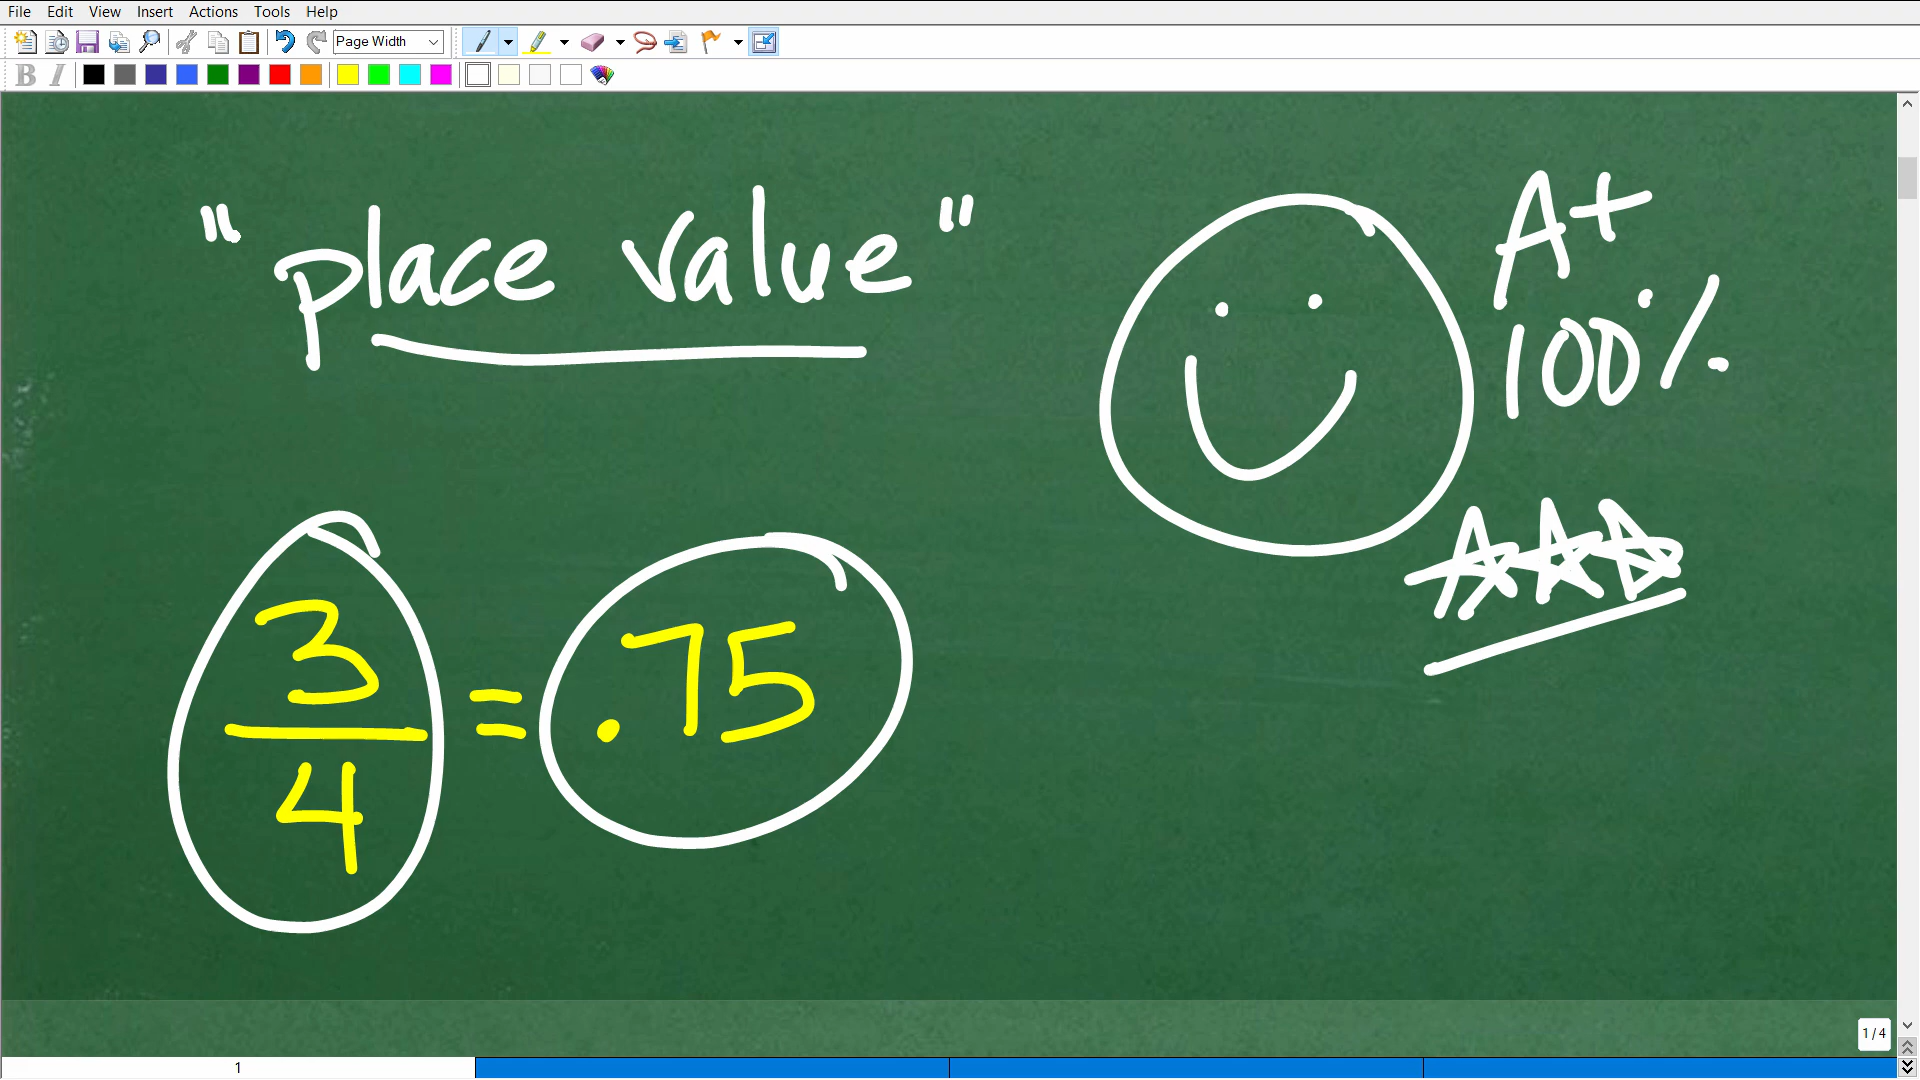 File Edit View Insert Actions Tools Help
Page Width
B I
"place value"
A+
100%
3/4 = .75
1 / 4
1